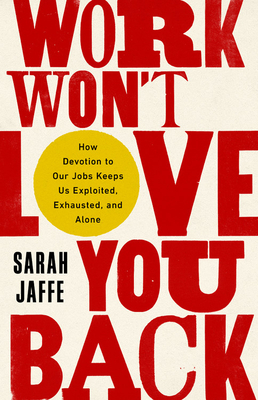 WORK
WON'T
LOVE
How
Devotion to
Our Jobs Keeps
Us Exploited,
Exhausted, and
Alone
YOU
SARAH
JAFFE
BACK